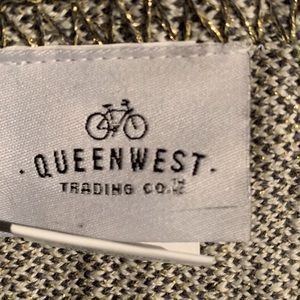 · QUEENWEST ·
TRADING CO.